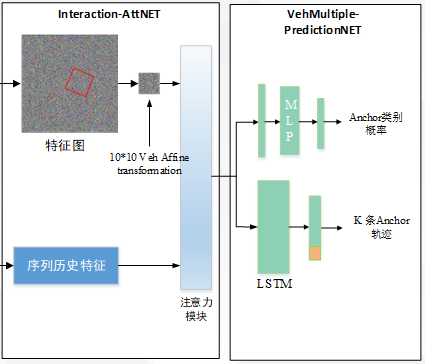 Interaction-AttNET
特征图
10*10 Veh Affine
transformation
序列历史特征
注意力
模块
VehMultiple-
PredictionNET
M
L
P
Anchor类别
概率
LSTM
K 条Anchor
轨迹